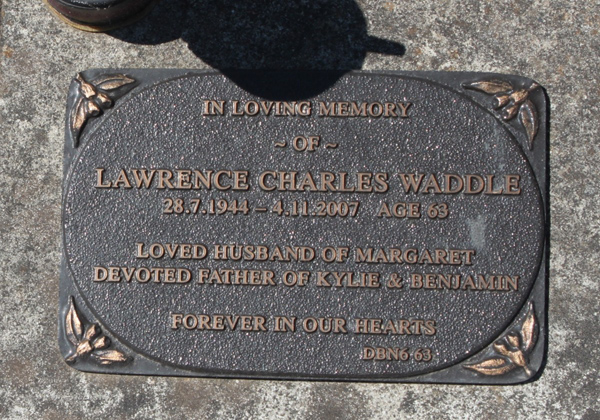 IN LOVING MEMORY
~ OF ~
LAWRENCE CHARLES WADDLE
28.7.1944 – 4.11.2007 AGE 63
LOVED HUSBAND OF MARGARET
DEVOTED FATHER OF KYLIE & BENJAMIN
FOREVER IN OUR HEARTS
DBN6 63